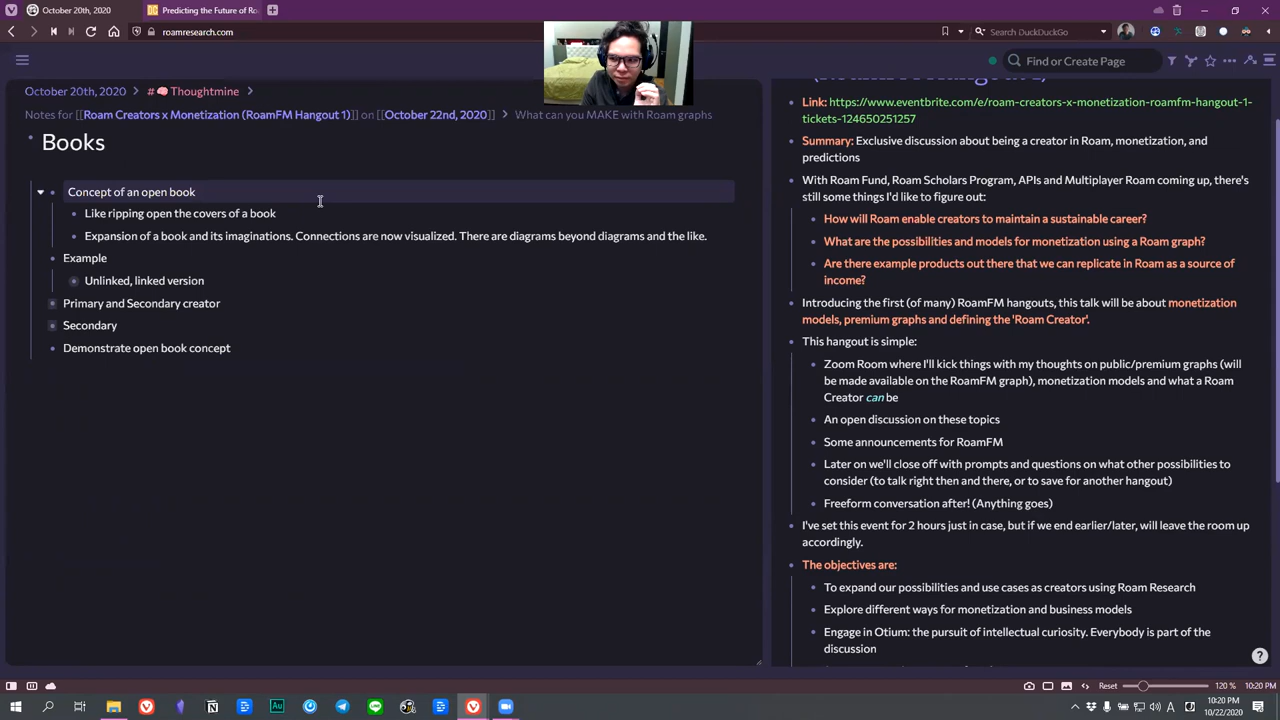 October 20th, 2020
Predicting the Future of Ro
roamresearch.com
Search DuckDuckGo
Find or Create Page
October 20th, 2020 > # 🧠 Thoughtmine >
Notes for [[Roam Creators x Monetization (RoamFM Hangout 1)]] on [[October 22nd, 2020]] > What can you MAKE with Roam graphs
Books
Concept of an open book
Like ripping open the covers of a book
Expansion of a book and its imaginations. Connections are now visualized. There are diagrams beyond diagrams and the like.
Example
Unlinked, linked version
Primary and Secondary creator
Secondary
Demonstrate open book concept
Link: https://www.eventbrite.com/e/roam-creators-x-monetization-roamfm-hangout-1-
tickets-124650251257
Summary: Exclusive discussion about being a creator in Roam, monetization, and
predictions
With Roam Fund, Roam Scholars Program, APIs and Multiplayer Roam coming up, there's
still some things I'd like to figure out:
How will Roam enable creators to maintain a sustainable career?
What are the possibilities and models for monetization using a Roam graph?
Are there example products out there that we can replicate in Roam as a source of
income?
Introducing the first (of many) RoamFM hangouts, this talk will be about monetization
models, premium graphs and defining the 'Roam Creator'.
This hangout is simple:
Zoom Room where I'll kick things with my thoughts on public/premium graphs (will
be made available on the RoamFM graph), monetization models and what a Roam
Creator can be
An open discussion on these topics
Some announcements for RoamFM
Later on we'll close off with prompts and questions on what other possibilities to
consider (to talk right then and there, or to save for another hangout)
Freeform conversation after! (Anything goes)
I've set this event for 2 hours just in case, but if we end earlier/later, will leave the room up
accordingly.
The objectives are:
To expand our possibilities and use cases as creators using Roam Research
Explore different ways for monetization and business models
Engage in Otium: the pursuit of intellectual curiosity. Everybody is part of the
discussion
?
Reset
120 %
10:20 PM
Au
LINE
A
10:20 PM
10/22/2020